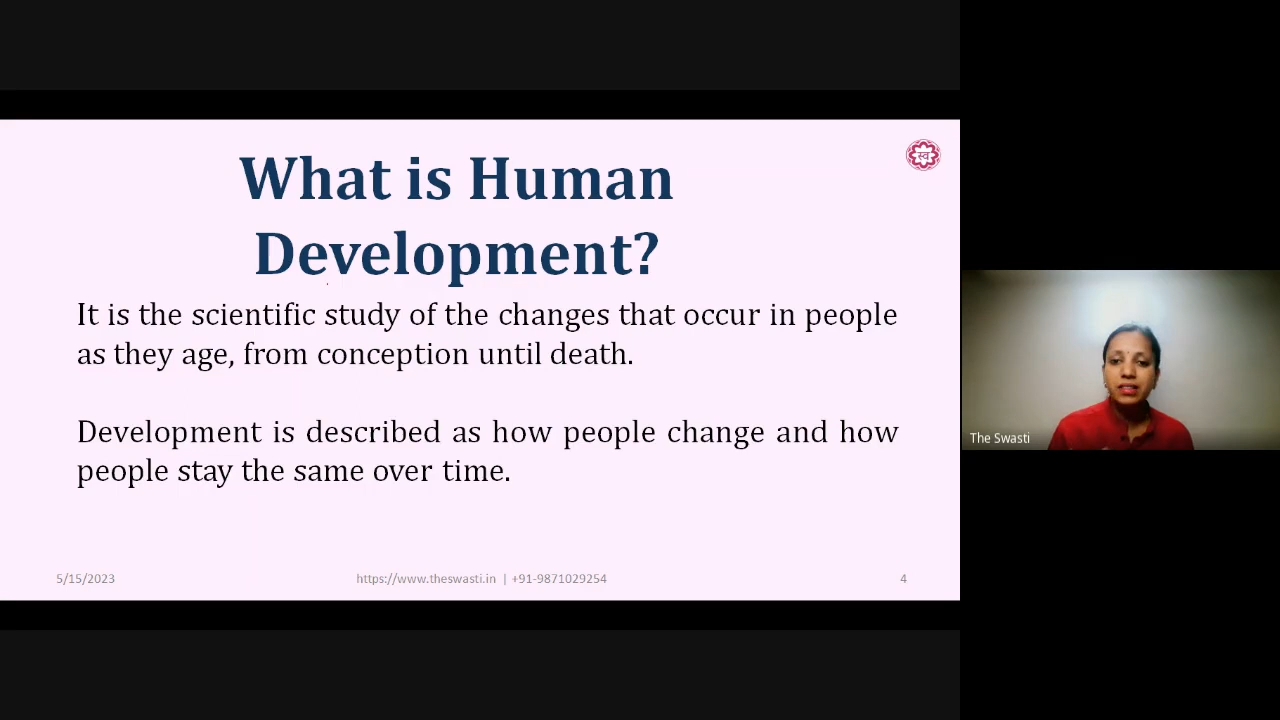 What is Human
Development?
स्व
It is the scientific study of the changes that occur in people
as they age, from conception until death.
Development is described as how people change and how
people stay the same over time.
5/15/2023
https://www.theswasti.in | +91-9871029254
4
The Swasti